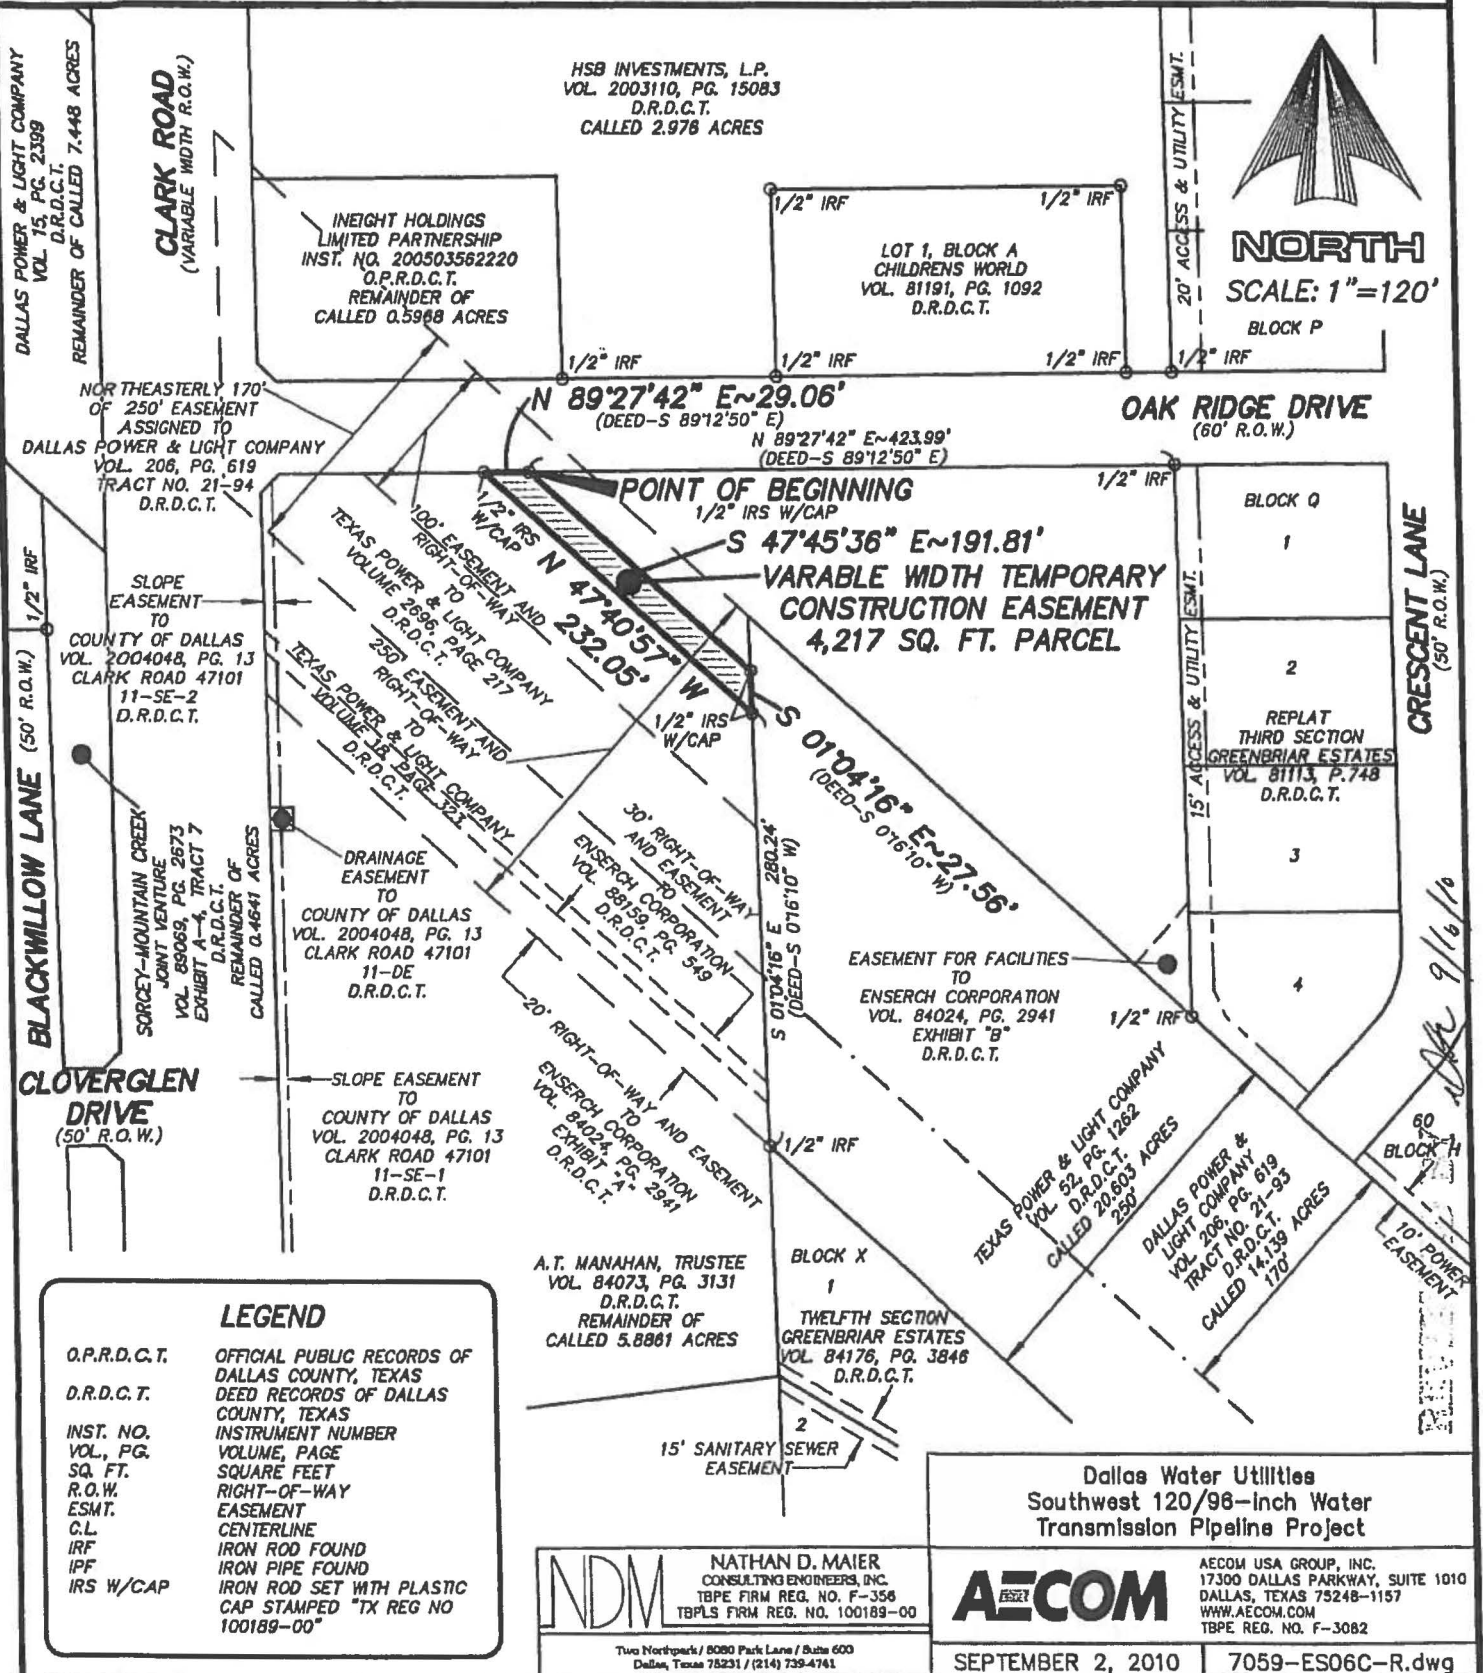 DALLAS POWER & LIGHT COMPANY
VOL. 15, PG. 2399
D.R.D.C.T.
REMAINDER OF CALLED 7.448 ACRES
CLARK ROAD
(VARIABLE WIDTH R.O.W.)
HSB INVESTMENTS, L.P.
VOL. 2003110, PG. 15083
D.R.D.C.T.
CALLED 2.976 ACRES
20' ACCESS & UTILITY ESMT.
NORTH
SCALE: 1"=120'
BLOCK P
INEIGHT HOLDINGS
LIMITED PARTNERSHIP
INST. NO. 200503562220
O.P.R.D.C.T.
REMAINDER OF
CALLED 0.5968 ACRES
1/2" IRF
1/2" IRF
LOT 1, BLOCK A
CHILDRENS WORLD
VOL. 81191, PG. 1092
D.R.D.C.T.
1/2" IRF
1/2" IRF
1/2" IRF
1/2" IRF
NORTHEASTERLY 170'
OF 250' EASEMENT
ASSIGNED TO
DALLAS POWER & LIGHT COMPANY
VOL. 206, PG. 619
TRACT NO. 21-94
D.R.D.C.T.
N 89°27'42" E~29.06'
(DEED-S 89°12'50" E)
N 89°27'42" E~423.99'
(DEED-S 89°12'50" E)
OAK RIDGE DRIVE
(60' R.O.W.)
1/2" IRF
POINT OF BEGINNING
1/2" IRS W/CAP
1/2" IRS
W/CAP
S 47°45'36" E~191.81'
VARABLE WIDTH TEMPORARY
CONSTRUCTION EASEMENT
4,217 SQ. FT. PARCEL
N 47°40'57" W
232.05'
100' EASEMENT AND
RIGHT-OF-WAY
TO
TEXAS POWER & LIGHT COMPANY
VOLUME 2696, PAGE 217
D.R.D.C.T.
250' EASEMENT AND
RIGHT-OF-WAY
TO
TEXAS POWER & LIGHT COMPANY
VOLUME 18, PAGE 323
D.R.D.C.T.
BLOCK Q
1
2
REPLAT
THIRD SECTION
GREENBRIAR ESTATES
VOL. 81113, P.748
D.R.D.C.T.
3
4
15' ACCESS & UTILITY ESMT.
CRESCENT LANE
(50' R.O.W.)
1/2" IRF
SLOPE
EASEMENT
TO
COUNTY OF DALLAS
VOL. 2004048, PG. 13
CLARK ROAD 47101
11-SE-2
D.R.D.C.T.
BLACKWILLOW LANE (50' R.O.W.)
SORCEY-MOUNTAIN CREEK
JOINT VENTURE
VOL. 89069, PG. 2673
EXHIBIT A-4, TRACT 7
D.R.D.C.T.
REMAINDER OF
CALLED 0.4641 ACRES
1/2" IRS
W/CAP
S 01°04'16" E~27.56'
(DEED-S 0°16'10" W)
S 01°04'16" E 280.24'
(DEED-S 0°16'10" W)
DRAINAGE
EASEMENT
TO
COUNTY OF DALLAS
VOL. 2004048, PG. 13
CLARK ROAD 47101
11-DE
D.R.D.C.T.
30' RIGHT-OF-WAY
AND EASEMENT
TO
ENSERCH CORPORATION
VOL. 88159, PG. 549
D.R.D.C.T.
EASEMENT FOR FACILITIES
TO
ENSERCH CORPORATION
VOL. 84024, PG. 2941
EXHIBIT "B"
D.R.D.C.T.
1/2" IRF
9/16/10
20' RIGHT-OF-WAY AND EASEMENT
TO
ENSERCH CORPORATION
VOL. 84024, PG. 2941
EXHIBIT "A"
D.R.D.C.T.
CLOVERGLEN
DRIVE
(50' R.O.W.)
SLOPE EASEMENT
TO
COUNTY OF DALLAS
VOL. 2004048, PG. 13
CLARK ROAD 47101
11-SE-1
D.R.D.C.T.
1/2" IRF
TEXAS POWER & LIGHT COMPANY
VOL. 52, PG. 1262
D.R.D.C.T.
CALLED 20.603 ACRES
250'
DALLAS POWER &
LIGHT COMPANY
VOL. 206, PG. 619
TRACT NO. 21-93
D.R.D.C.T.
CALLED 14.139 ACRES
170'
60
BLOCK H
10' POWER
EASEMENT
A.T. MANAHAN, TRUSTEE
VOL. 84073, PG. 3131
D.R.D.C.T.
REMAINDER OF
CALLED 5.8861 ACRES
BLOCK X
1
TWELFTH SECTION
GREENBRIAR ESTATES
VOL. 84176, PG. 3846
D.R.D.C.T.
2
15' SANITARY SEWER
EASEMENT
LEGEND
O.P.R.D.C.T. OFFICIAL PUBLIC RECORDS OF
DALLAS COUNTY, TEXAS
D.R.D.C.T. DEED RECORDS OF DALLAS
COUNTY, TEXAS
INST. NO. INSTRUMENT NUMBER
VOL., PG. VOLUME, PAGE
SQ. FT. SQUARE FEET
R.O.W. RIGHT-OF-WAY
ESMT. EASEMENT
C.L. CENTERLINE
IRF IRON ROD FOUND
IPF IRON PIPE FOUND
IRS W/CAP IRON ROD SET WITH PLASTIC
CAP STAMPED "TX REG NO
100189-00"
NDM
NATHAN D. MAIER
CONSULTING ENGINEERS, INC.
TBPE FIRM REG. NO. F-356
TBPLS FIRM REG. NO. 100189-00
Two Northpark / 8080 Park Lane / Suite 600
Dallas, Texas 75231 / (214) 739-4741
Dallas Water Utilities
Southwest 120/96-inch Water
Transmission Pipeline Project
AECOM
AECOM USA GROUP, INC.
17300 DALLAS PARKWAY, SUITE 1010
DALLAS, TEXAS 75248-1157
WWW.AECOM.COM
TBPE REG. NO. F-3082
SEPTEMBER 2, 2010
7059-ES06C-R.dwg